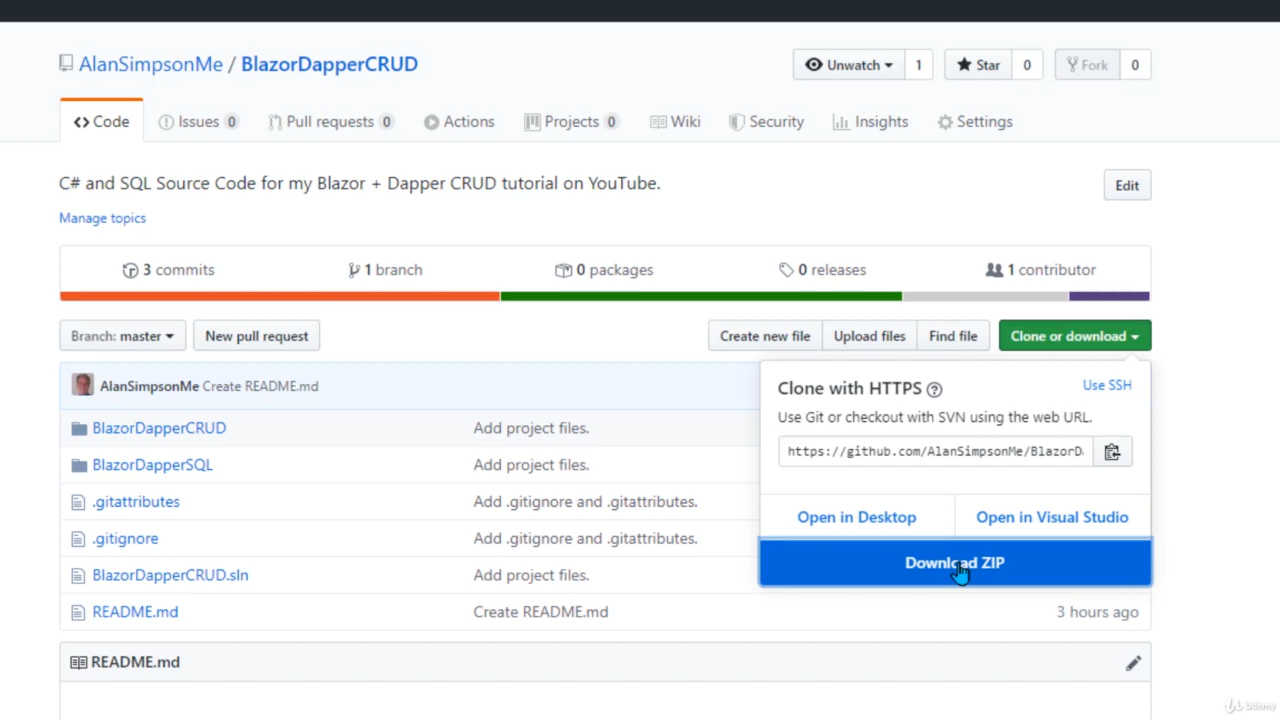 AlanSimpsonMe / BlazorDapperCRUD
Unwatch 1 Star 0 Fork 0
Code Issues 0 Pull requests 0 Actions Projects 0 Wiki Security Insights Settings
C# and SQL Source Code for my Blazor + Dapper CRUD tutorial on YouTube.
Edit
Manage topics
3 commits 1 branch 0 packages 0 releases 1 contributor
Branch: master New pull request Create new file Upload files Find file Clone or download
AlanSimpsonMe Create README.md
Clone with HTTPS ? Use SSH
Use Git or checkout with SVN using the web URL.
https://github.com/AlanSimpsonMe/BlazorD
Open in Desktop Open in Visual Studio
Download ZIP
BlazorDapperCRUD Add project files.
BlazorDapperSQL Add project files.
.gitattributes Add .gitignore and .gitattributes.
.gitignore Add .gitignore and .gitattributes.
BlazorDapperCRUD.sln Add project files.
README.md Create README.md 3 hours ago
README.md
Udemy